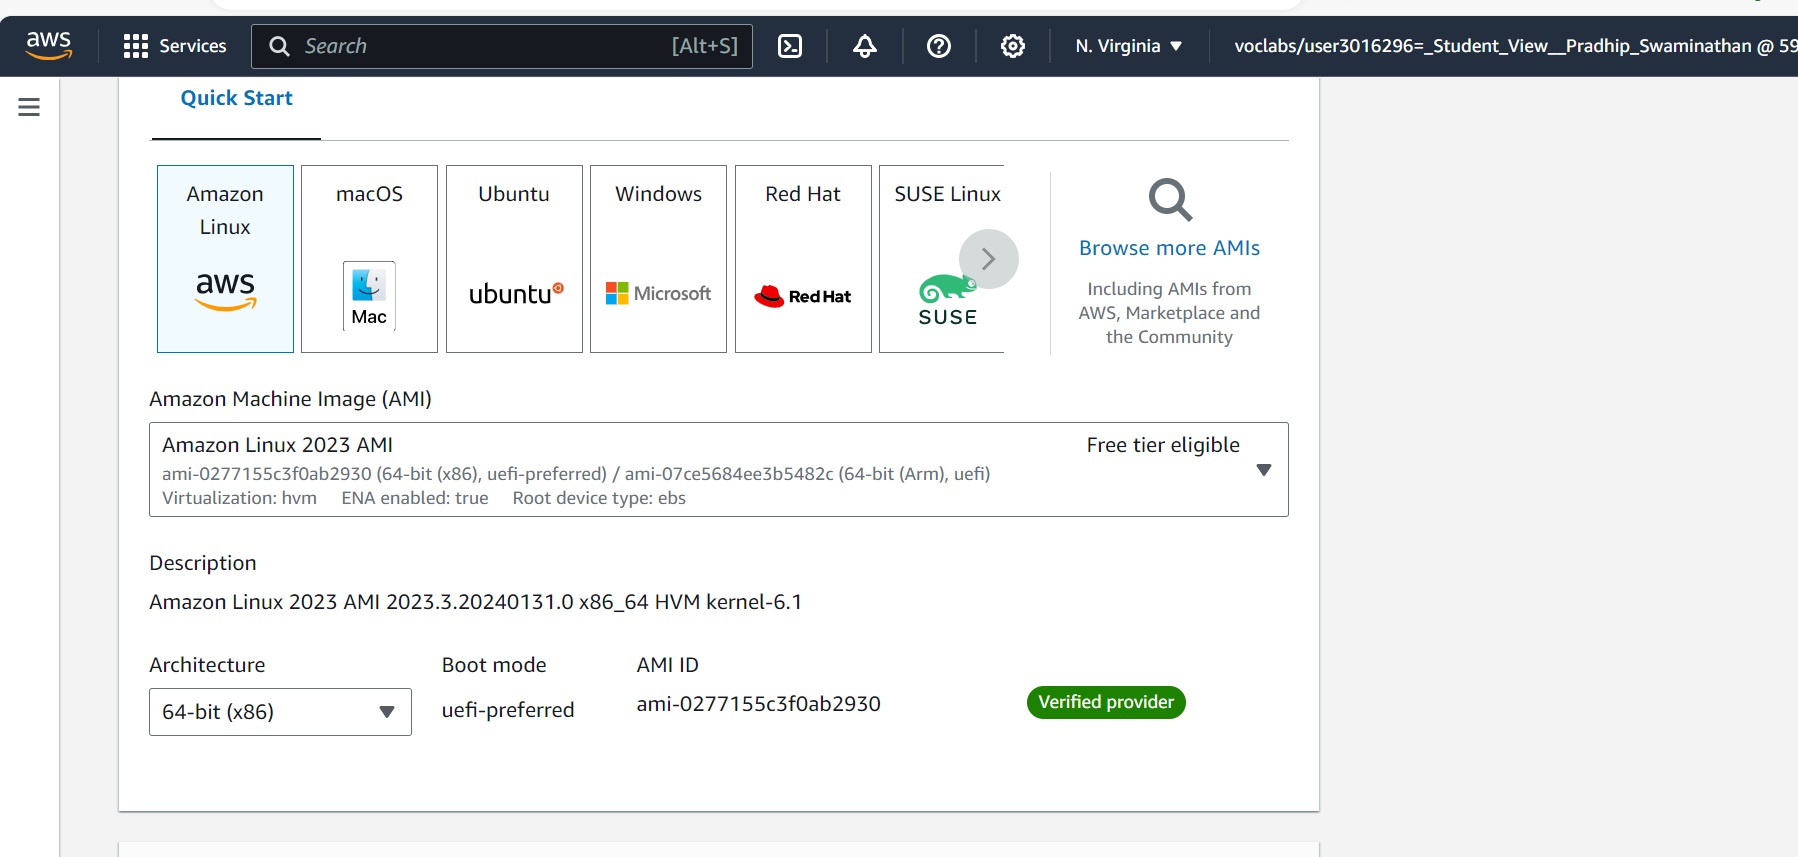 aws
Services
Search
[Alt+S]
N. Virginia
voclabs/user3016296=_Student_View__Pradhip_Swaminathan @ 59
Quick Start
Amazon
Linux
aws
macOS
Mac
Ubuntu
ubuntu
Windows
Microsoft
Red Hat
Red Hat
SUSE Linux
SUSE
Browse more AMIs
Including AMIs from
AWS, Marketplace and
the Community
Amazon Machine Image (AMI)
Amazon Linux 2023 AMI
Free tier eligible
ami-0277155c3f0ab2930 (64-bit (x86), uefi-preferred) / ami-07ce5684ee3b5482c (64-bit (Arm), uefi)
Virtualization: hvm ENA enabled: true Root device type: ebs
Description
Amazon Linux 2023 AMI 2023.3.20240131.0 x86_64 HVM kernel-6.1
Architecture
64-bit (x86)
Boot mode
uefi-preferred
AMI ID
ami-0277155c3f0ab2930
Verified provider